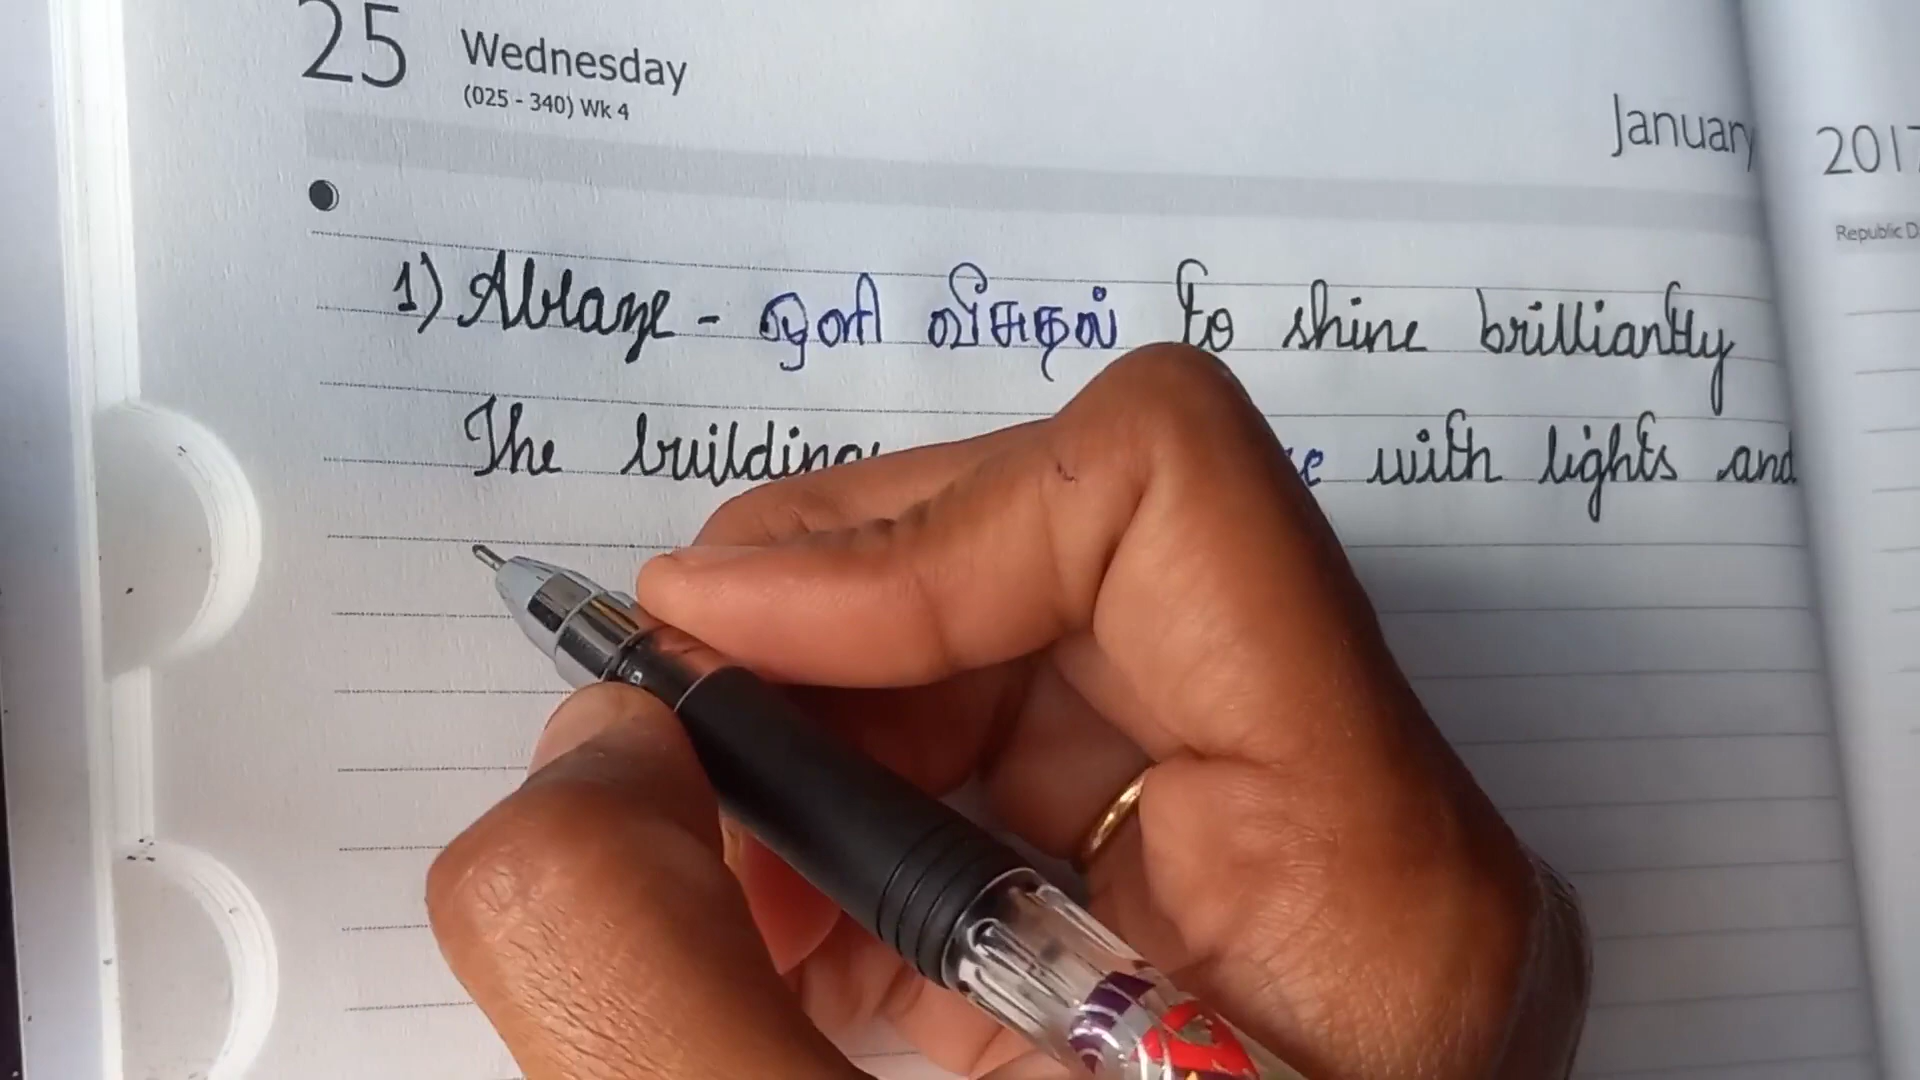 25 Wednesday
(025 - 340) Wk 4
January
2017
Republic D
1) Ablaze - ஒளி வீசுதல் to shine brilliantly
The building with lights and